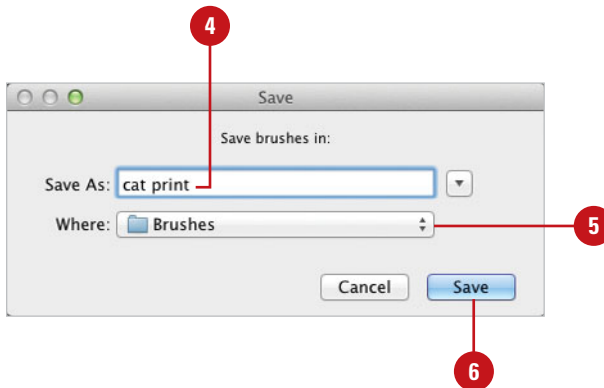 4
Save
Save brushes in:
Save As: cat print
Where: Brushes
5
Cancel Save
6